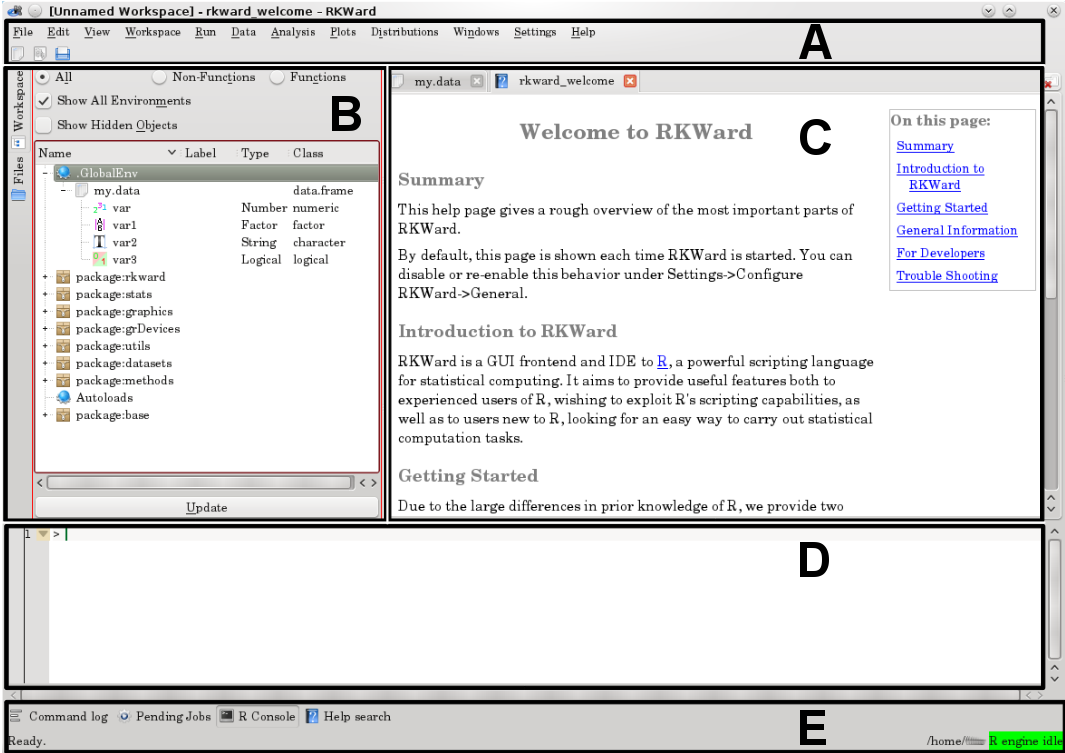 [Unnamed Workspace] - rkward_welcome - RKWard
File Edit View Workspace Run Data Analysis Plots Distributions Windows Settings Help
A
Workspace
Files
All Non-Functions Functions
Show All Environments
Show Hidden Objects
B
Name Label Type Class
.GlobalEnv
my.data data.frame
var Number numeric
var1 Factor factor
var2 String character
var3 Logical logical
package:rkward
package:stats
package:graphics
package:grDevices
package:utils
package:datasets
package:methods
Autoloads
package:base
Update
my.data rkward_welcome
C
Welcome to RKWard
Summary
This help page gives a rough overview of the most important parts of
RKWard.
By default, this page is shown each time RKWard is started. You can
disable or re-enable this behavior under Settings->Configure
RKWard->General.
Introduction to RKWard
RKWard is a GUI frontend and IDE to R, a powerful scripting language
for statistical computing. It aims to provide useful features both to
experienced users of R, wishing to exploit R's scripting capabilities, as
well as to users new to R, looking for an easy way to carry out statistical
computation tasks.
Getting Started
Due to the large differences in prior knowledge of R, we provide two
On this page:
Summary
Introduction to
RKWard
Getting Started
General Information
For Developers
Trouble Shooting
1 >
D
Command log Pending Jobs R Console Help search
E
Ready. /home/ R engine idle